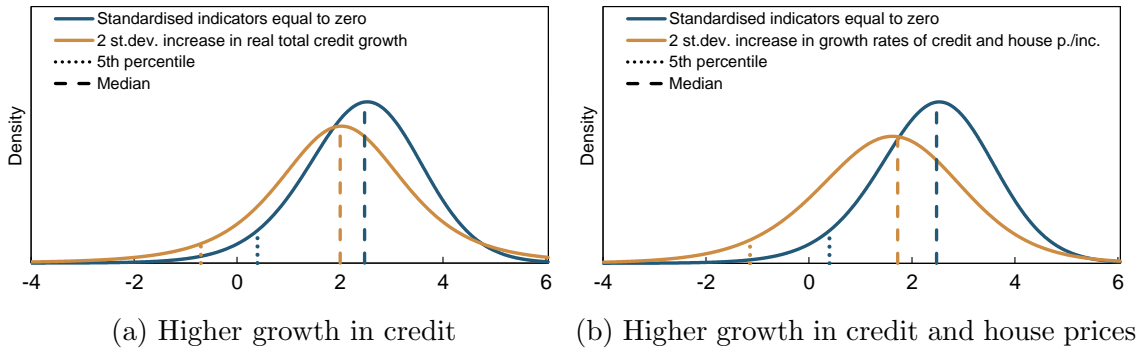 Standardised indicators equal to zero
2 st.dev. increase in real total credit growth
5th percentile
Median
Density
-4 -2 0 2 4 6
(a) Higher growth in credit
Standardised indicators equal to zero
2 st.dev. increase in growth rates of credit and house p./inc.
5th percentile
Median
Density
-4 -2 0 2 4 6
(b) Higher growth in credit and house prices